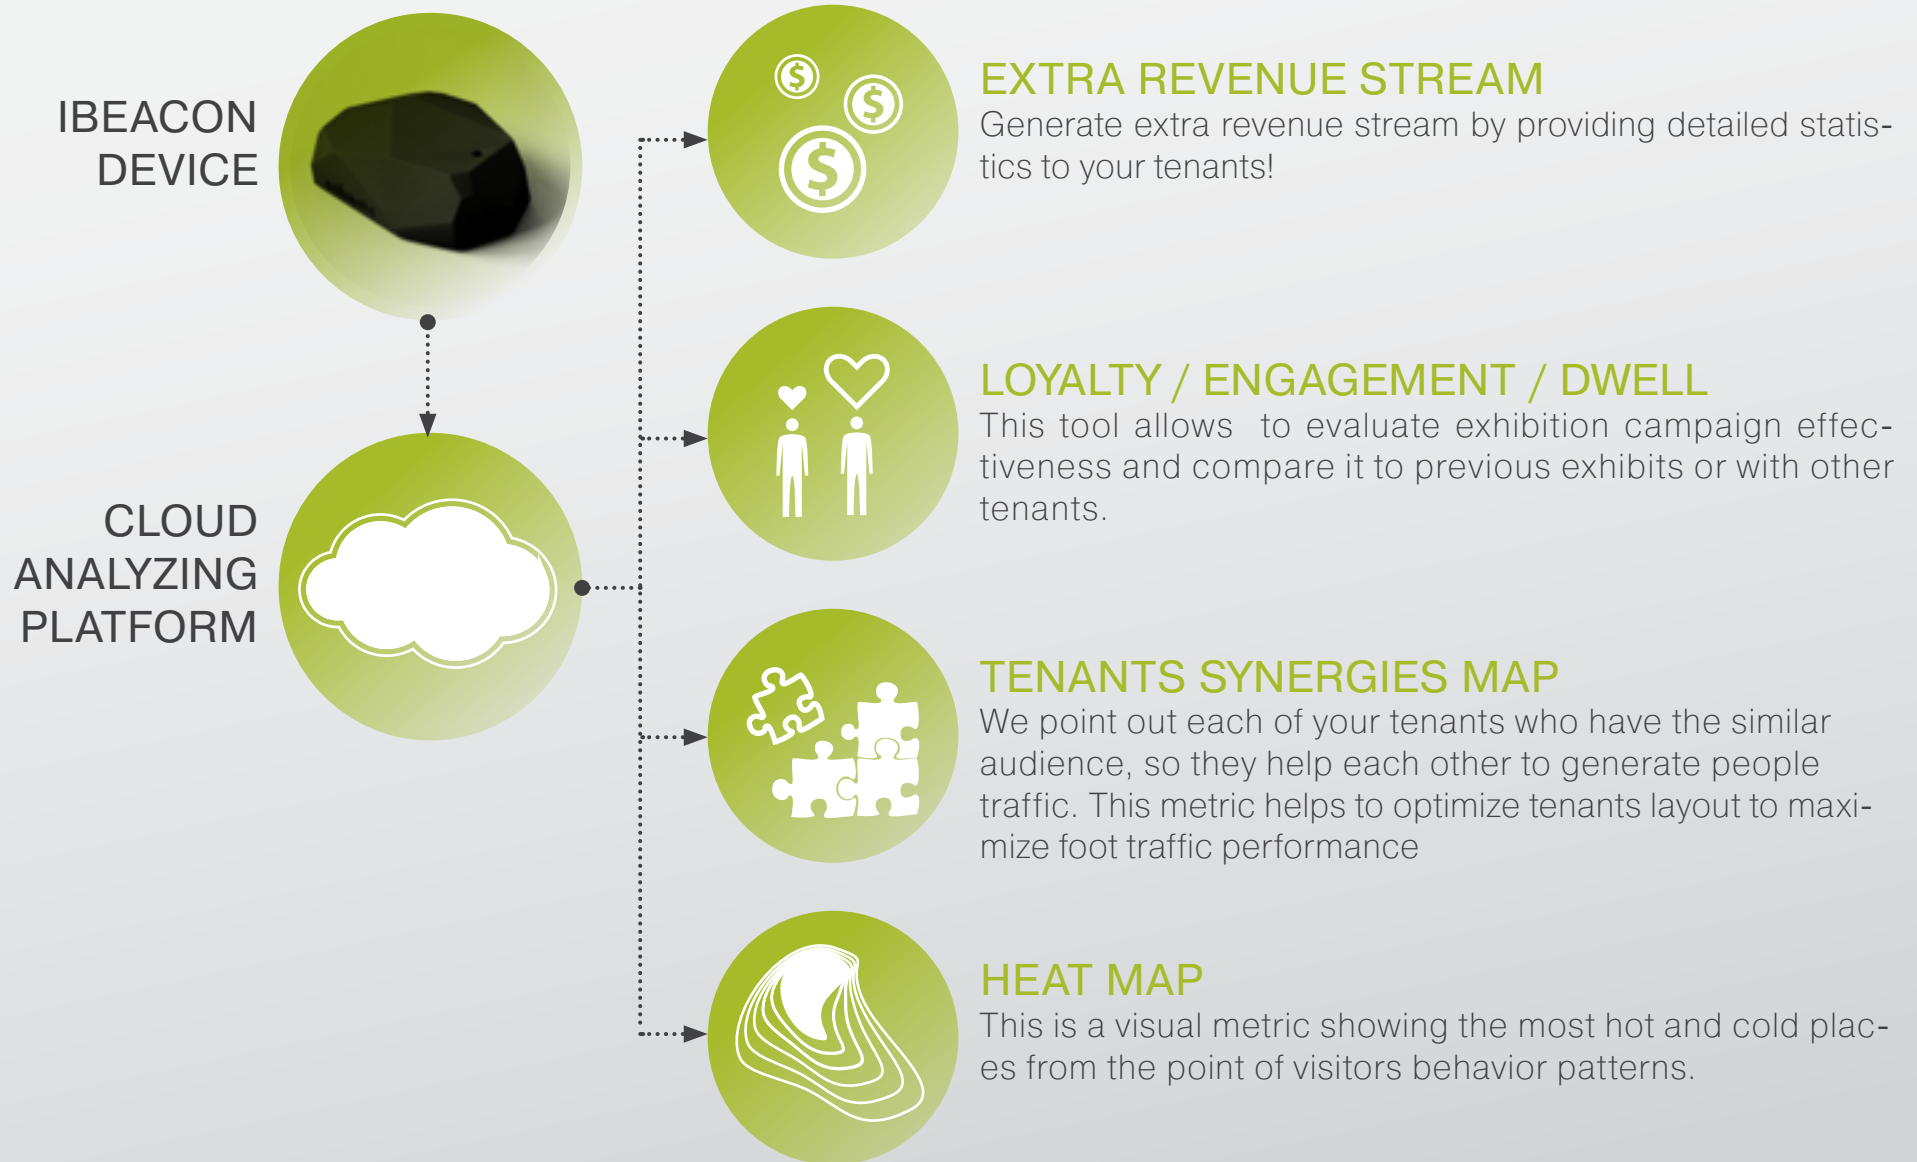 IBEACON
DEVICE
CLOUD
ANALYZING
PLATFORM
EXTRA REVENUE STREAM
Generate extra revenue stream by providing detailed statis-
tics to your tenants!
LOYALTY / ENGAGEMENT / DWELL
This tool allows  to evaluate exhibition campaign effec-
tiveness and compare it to previous exhibits or with other
tenants.
TENANTS SYNERGIES MAP
We point out each of your tenants who have the similar
audience, so they help each other to generate people
traffic. This metric helps to optimize tenants layout to maxi-
mize foot traffic performance
HEAT MAP
This is a visual metric showing the most hot and cold plac-
es from the point of visitors behavior patterns.